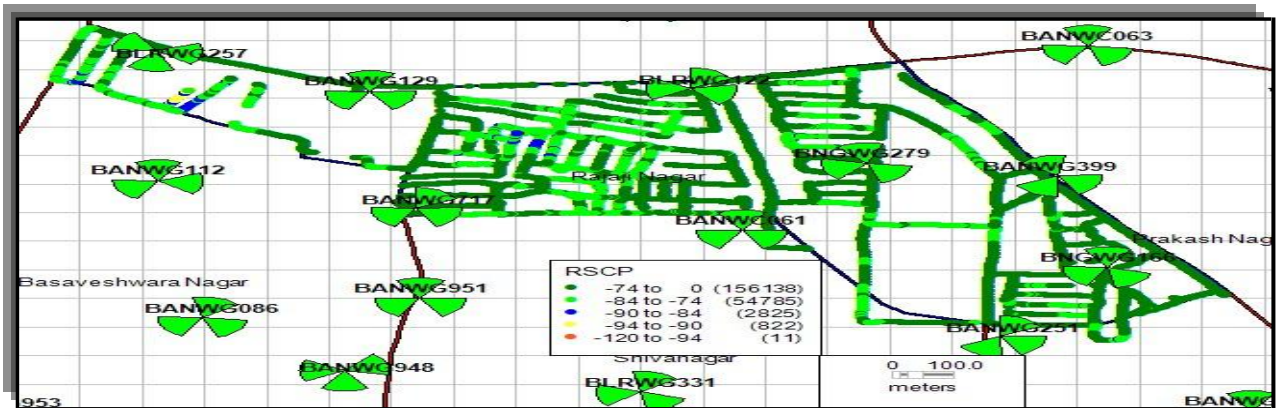 BANWC063
BLRWG257
BANWG129
BLRWG122
BNGWG279
BANWG112
BANWG399
Rajaji Nagar
BANWG717
BANWC061
Prakash Nag
BNGWG166
RSCP
-74 to 0 (156138)
-84 to -74 (54785)
-90 to -84 (2825)
-94 to -90 (822)
-120 to -94 (11)
Basaveshwara Nagar
BANWG951
BANWG086
BANWG251
Shivanagar
BANWG948
0 100.0
meters
BLRWG331
953
BANWG